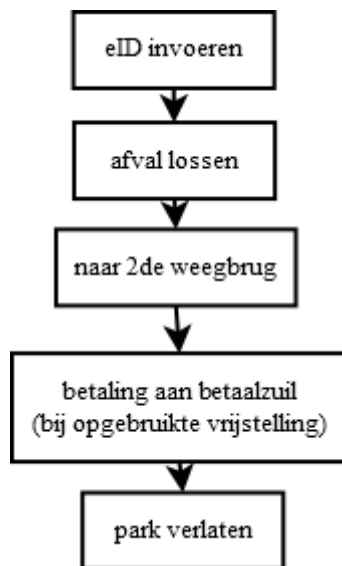 eID invoeren
afval lossen
naar 2de weegbrug
betaling aan betaalzuil
(bij opgebruikte vrijstelling)
park verlaten